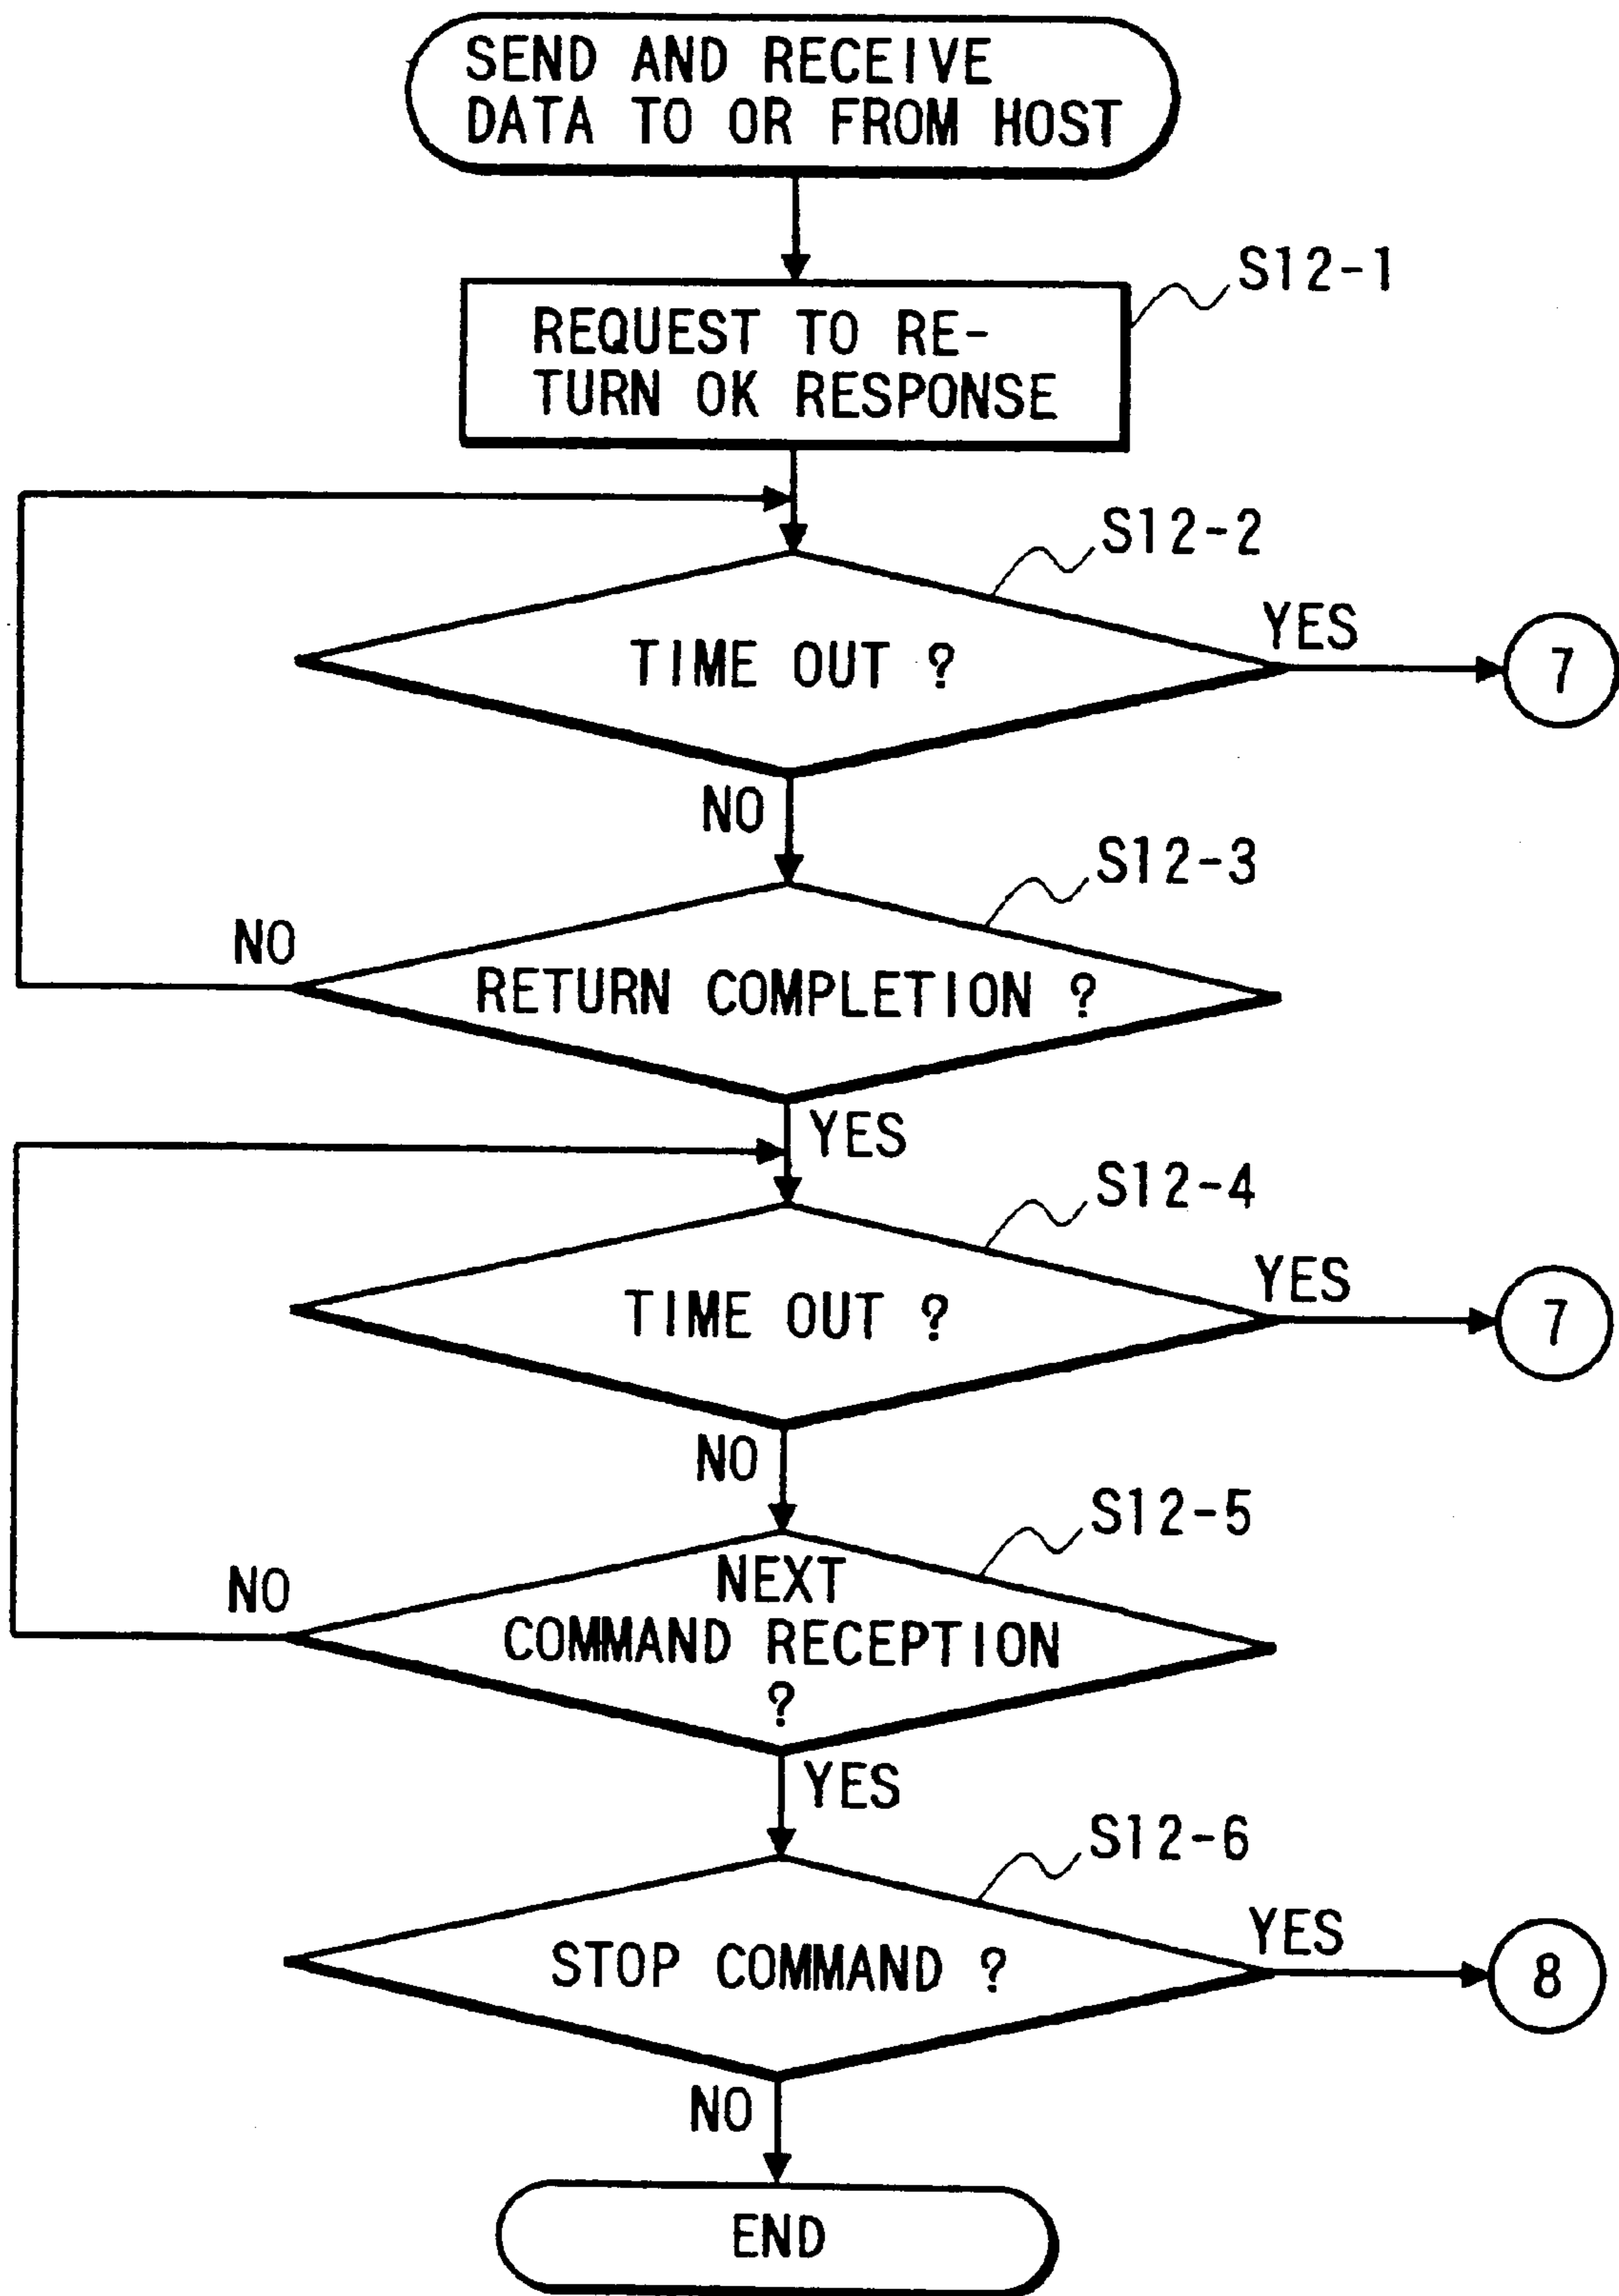 SEND AND RECEIVE
DATA TO OR FROM HOST
S12-1
REQUEST TO RE-
TURN OK RESPONSE
S12-2
TIME OUT ?
YES
7
NO
S12-3
NO
RETURN COMPLETION ?
YES
S12-4
TIME OUT ?
YES
7
NO
S12-5
NO
NEXT
COMMAND RECEPTION
?
YES
S12-6
STOP COMMAND ?
YES
8
NO
END